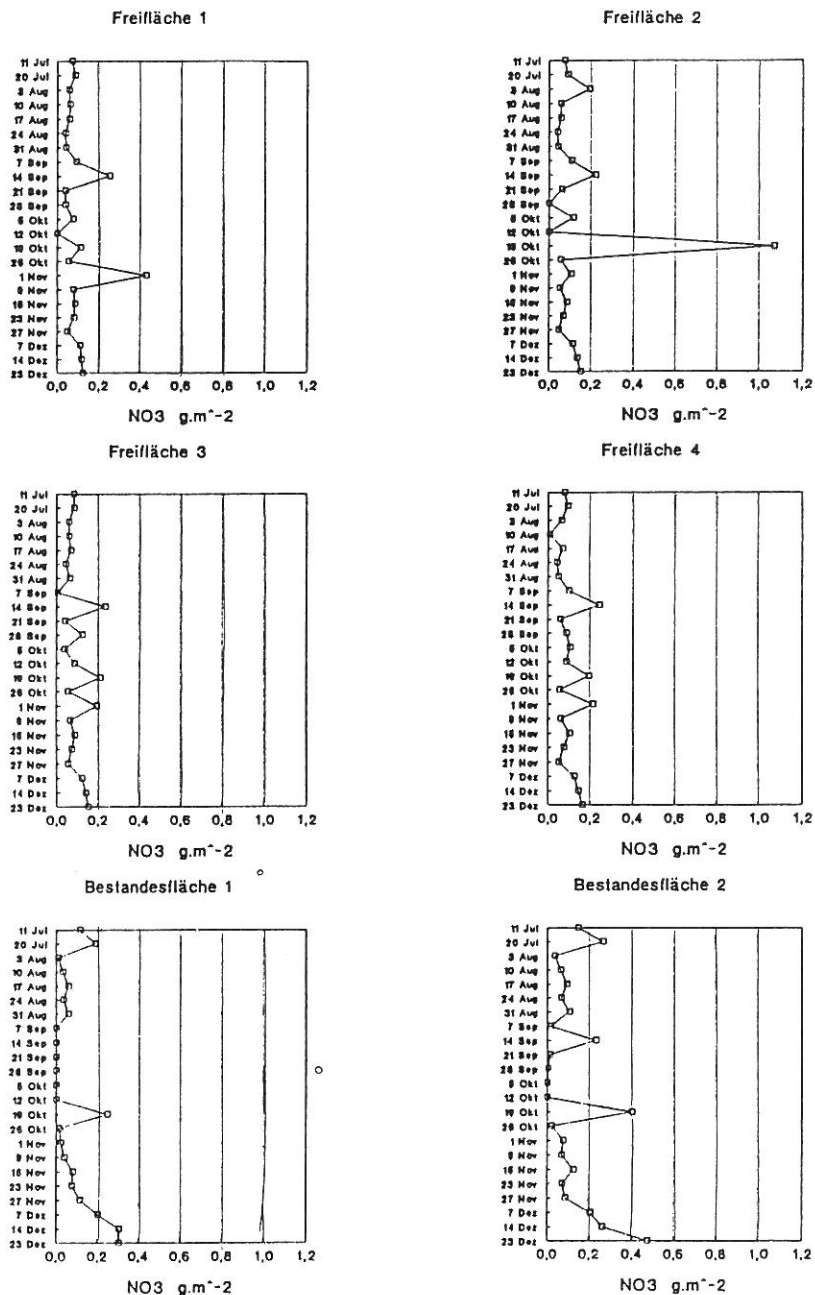 Freifläche 1
11 Jul
20 Jul
3 Aug
10 Aug
17 Aug
24 Aug
31 Aug
7 Sep
14 Sep
21 Sep
28 Sep
5 Okt
12 Okt
19 Okt
26 Okt
1 Nov
9 Nov
16 Nov
23 Nov
27 Nov
7 Dez
14 Dez
23 Dez
0,0 0,2 0,4 0,6 0,8 1,0 1,2
NO3 g.m^-2
Freifläche 2
11 Jul
20 Jul
3 Aug
10 Aug
17 Aug
24 Aug
31 Aug
7 Sep
14 Sep
21 Sep
28 Sep
5 Okt
12 Okt
19 Okt
26 Okt
1 Nov
9 Nov
16 Nov
23 Nov
27 Nov
7 Dez
14 Dez
23 Dez
0,0 0,2 0,4 0,6 0,8 1,0 1,2
NO3 g.m^-2
Freifläche 3
11 Jul
20 Jul
3 Aug
10 Aug
17 Aug
24 Aug
31 Aug
7 Sep
14 Sep
21 Sep
28 Sep
5 Okt
12 Okt
19 Okt
26 Okt
1 Nov
9 Nov
16 Nov
23 Nov
27 Nov
7 Dez
14 Dez
23 Dez
0,0 0,2 0,4 0,6 0,8 1,0 1,2
NO3 g.m^-2
Freifläche 4
11 Jul
20 Jul
3 Aug
10 Aug
17 Aug
24 Aug
31 Aug
7 Sep
14 Sep
21 Sep
28 Sep
5 Okt
12 Okt
19 Okt
26 Okt
1 Nov
9 Nov
16 Nov
23 Nov
27 Nov
7 Dez
14 Dez
23 Dez
0,0 0,2 0,4 0,6 0,8 1,0 1,2
NO3 g.m^-2
Bestandesfläche 1
11 Jul
20 Jul
3 Aug
10 Aug
17 Aug
24 Aug
31 Aug
7 Sep
14 Sep
21 Sep
28 Sep
5 Okt
12 Okt
19 Okt
26 Okt
1 Nov
9 Nov
16 Nov
23 Nov
27 Nov
7 Dez
14 Dez
23 Dez
0,0 0,2 0,4 0,6 0,8 1,0 1,2
NO3 g.m^-2
Bestandesfläche 2
11 Jul
20 Jul
3 Aug
10 Aug
17 Aug
24 Aug
31 Aug
7 Sep
14 Sep
21 Sep
28 Sep
5 Okt
12 Okt
19 Okt
26 Okt
1 Nov
9 Nov
16 Nov
23 Nov
27 Nov
7 Dez
14 Dez
23 Dez
0,0 0,2 0,4 0,6 0,8 1,0 1,2
NO3 g.m^-2